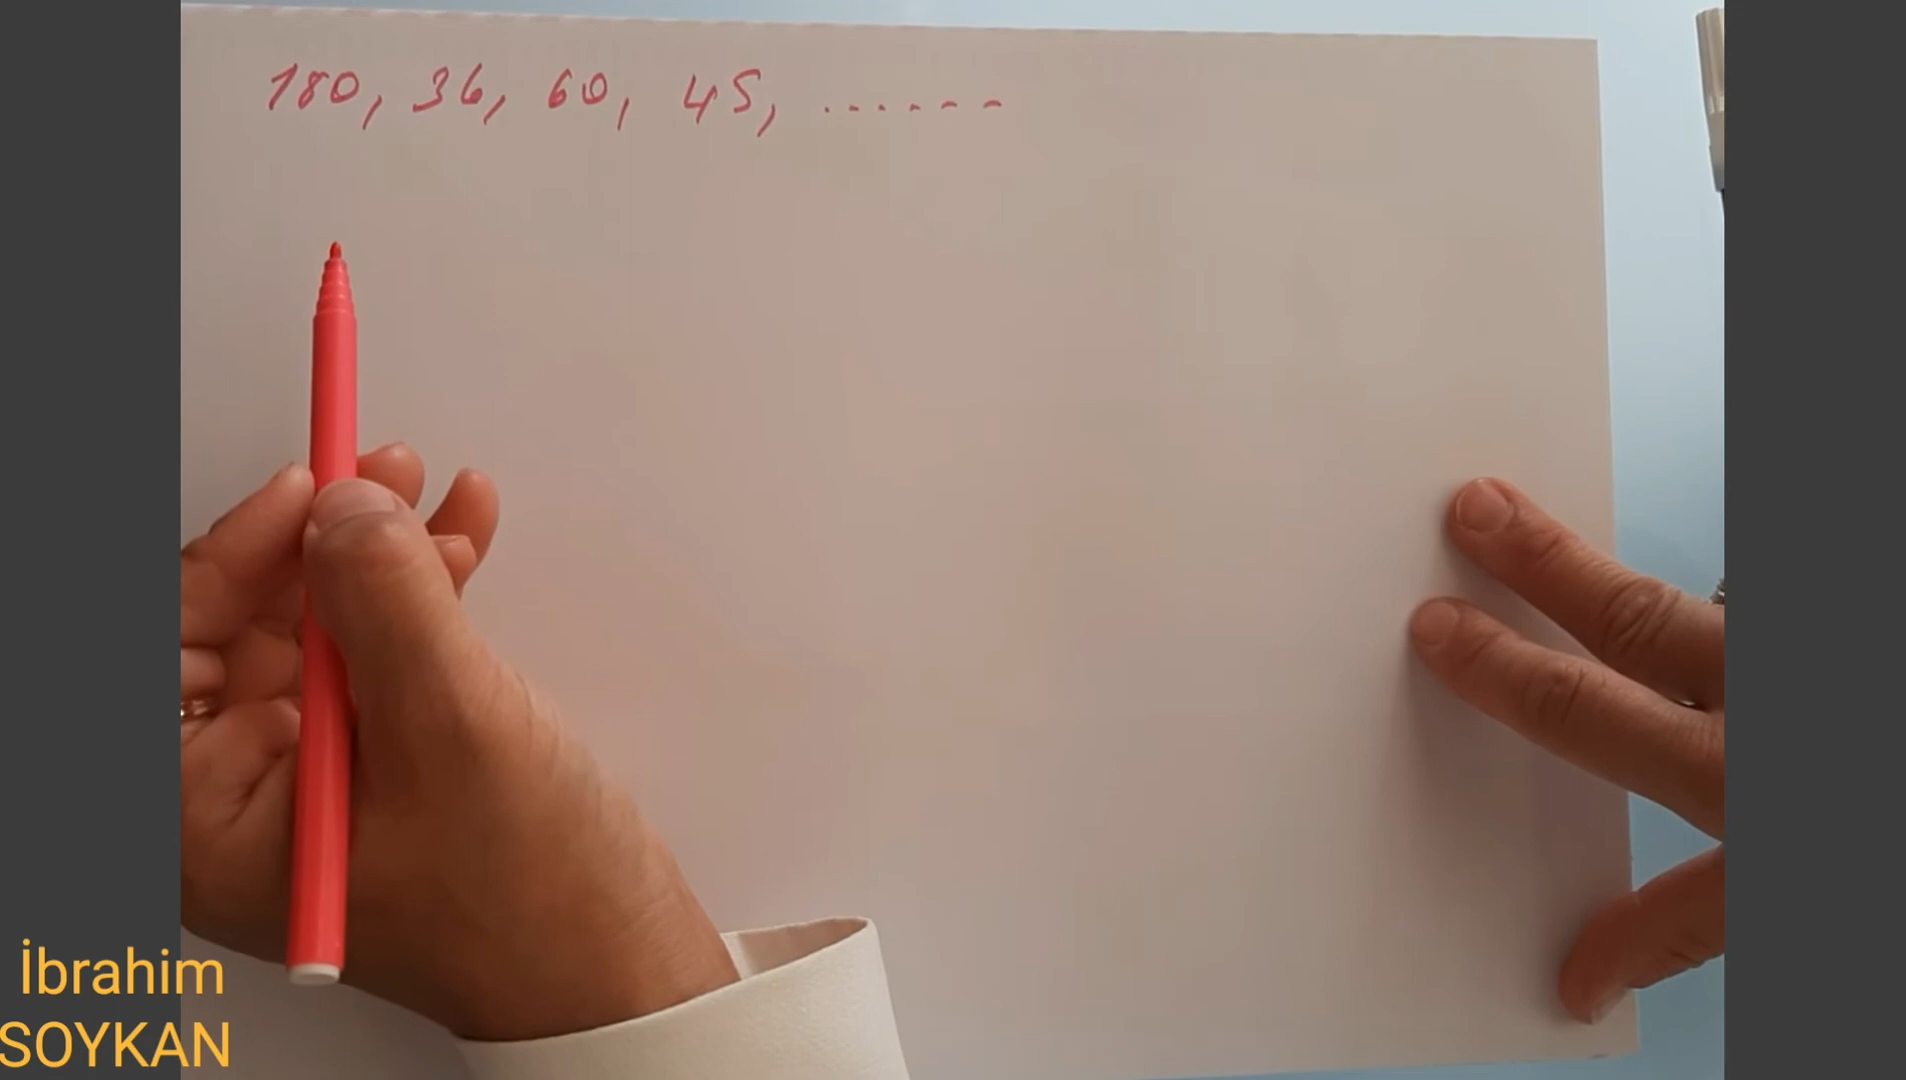 180, 36, 60, 45, .......
İbrahim
SOYKAN